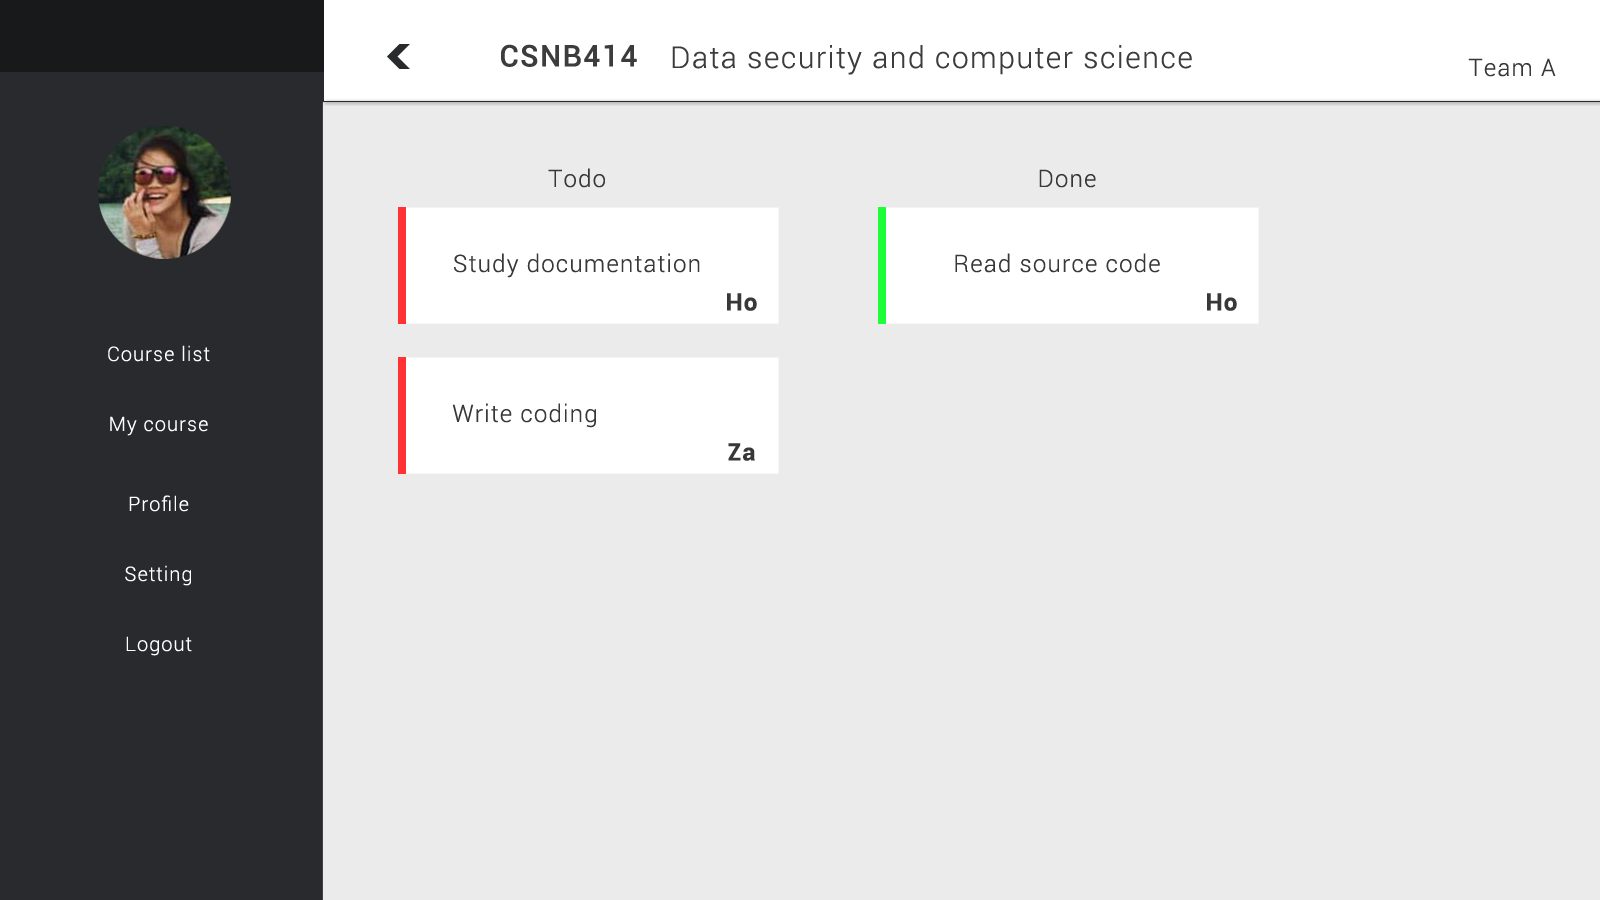 CSNB414 Data security and computer science
Team A
Course list
My course
Profile
Setting
Logout
Todo
Study documentation
Ho
Write coding
Za
Done
Read source code
Ho